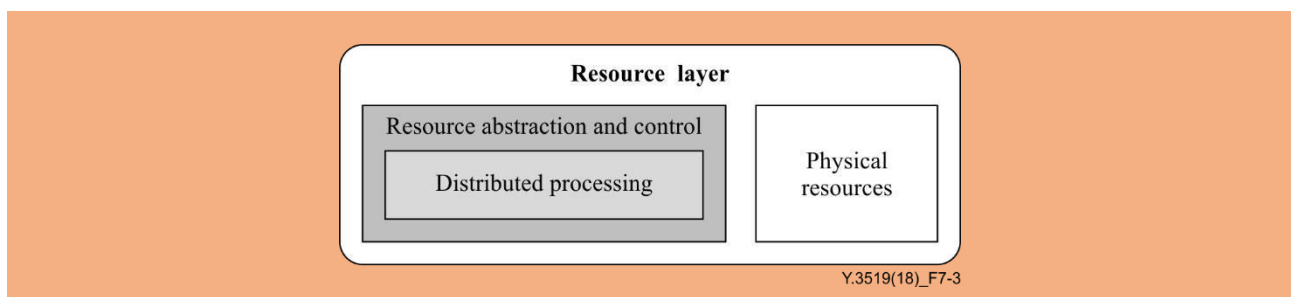 Resource layer
Resource abstraction and control
Distributed processing
Physical
resources
Y.3519(18)_F7-3